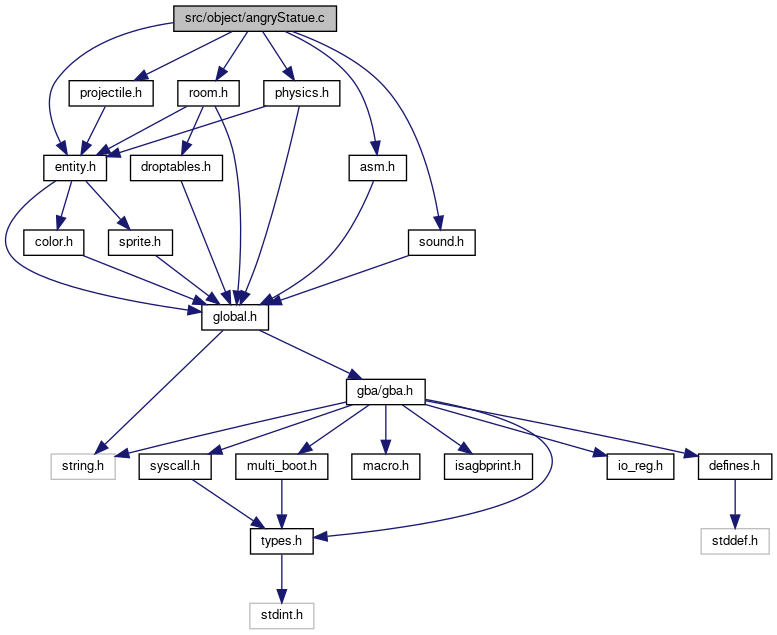 src/object/angryStatue.c
projectile.h
room.h
physics.h
entity.h
droptables.h
asm.h
color.h
sprite.h
sound.h
global.h
gba/gba.h
string.h
syscall.h
multi_boot.h
macro.h
isagbprint.h
io_reg.h
defines.h
types.h
stddef.h
stdint.h